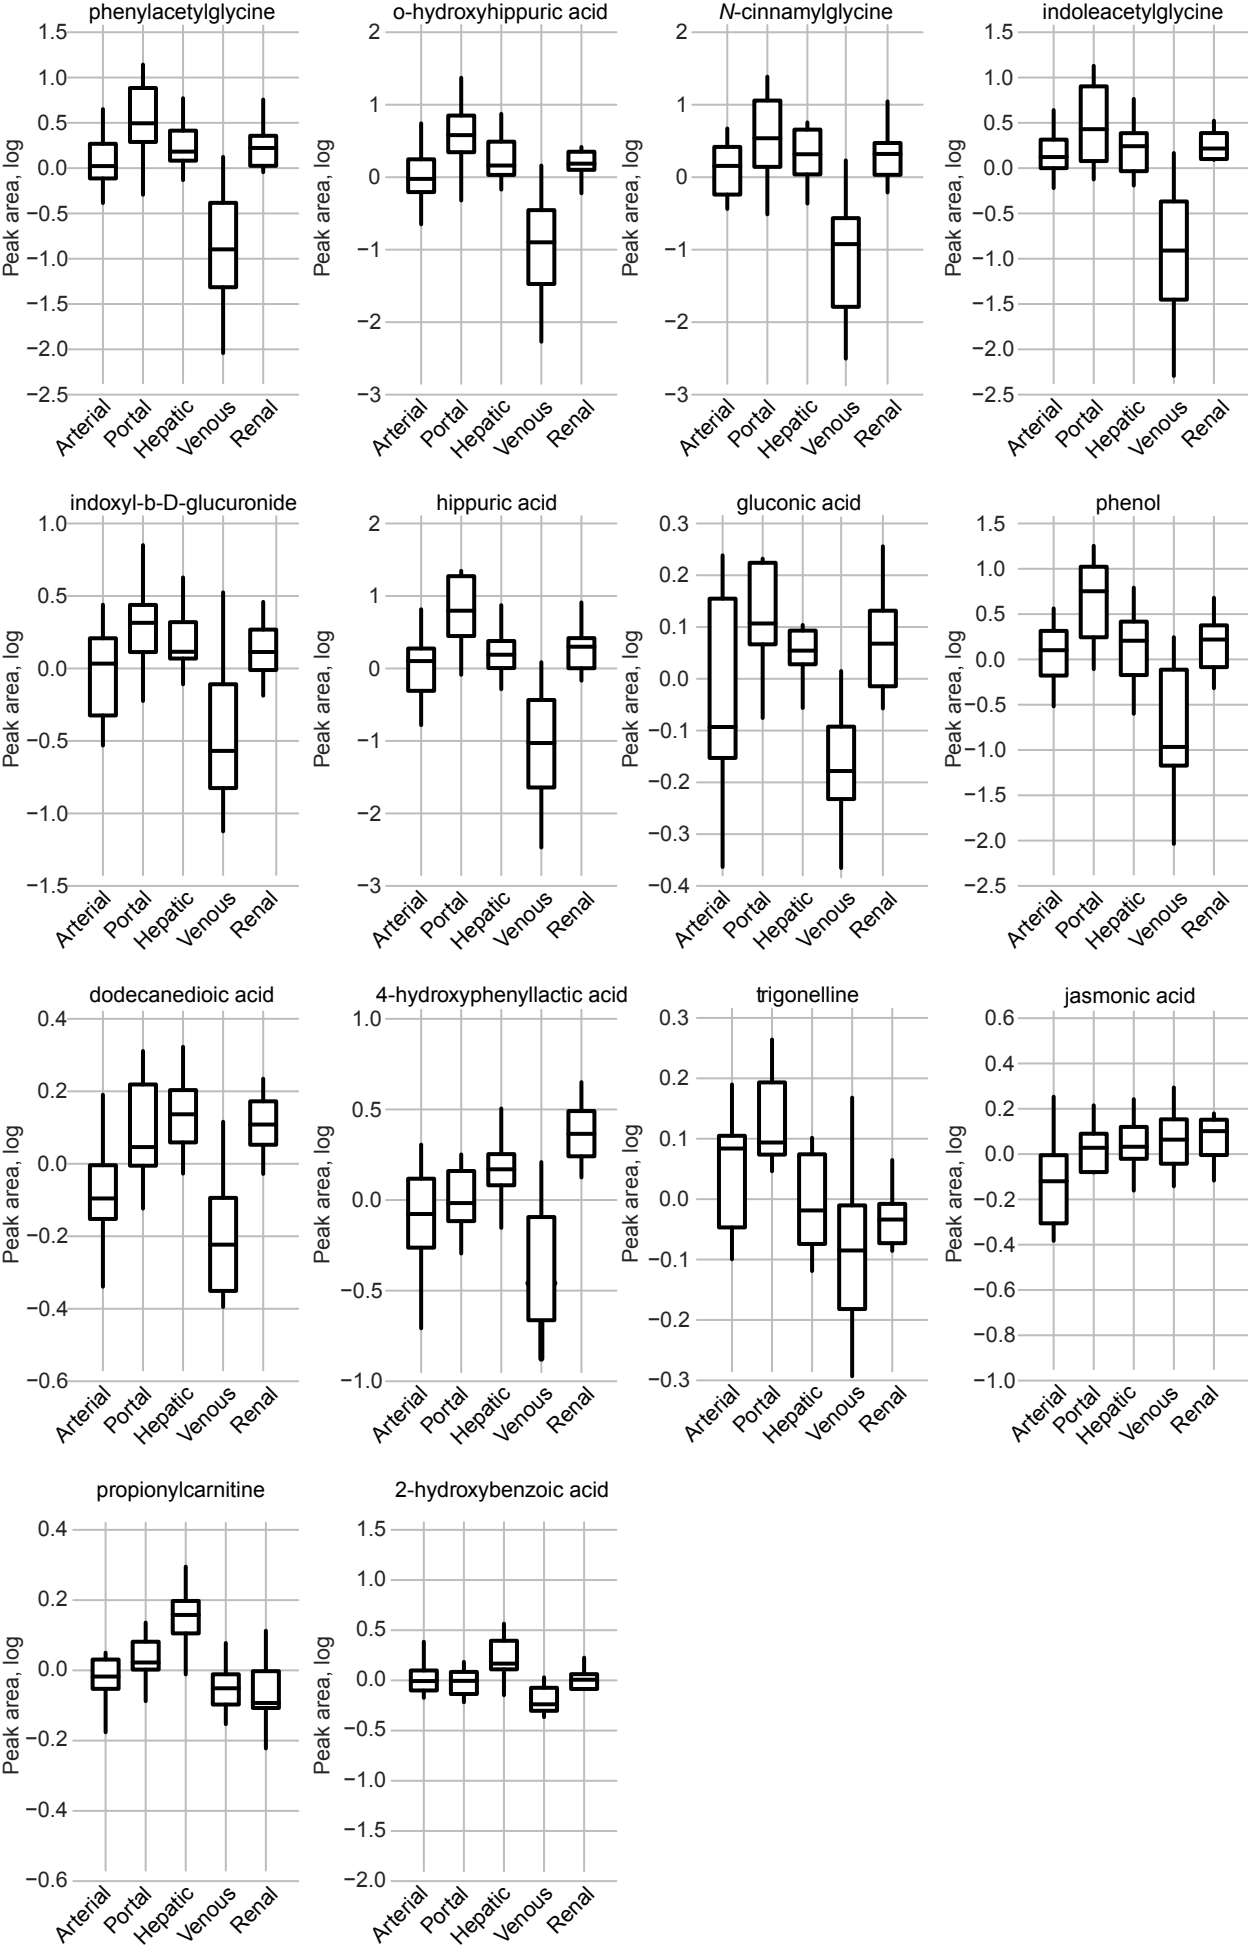 phenylacetylglycine
1.5
1.0
0.5
0.0
−0.5
−1.0
−1.5
−2.0
−2.5
Peak area, log
Arterial
Portal
Hepatic
Venous
Renal
o-hydroxyhippuric acid
2
1
0
−1
−2
−3
Peak area, log
Arterial
Portal
Hepatic
Venous
Renal
N-cinnamylglycine
2
1
0
−1
−2
−3
Peak area, log
Arterial
Portal
Hepatic
Venous
Renal
indoleacetylglycine
1.5
1.0
0.5
0.0
−0.5
−1.0
−1.5
−2.0
−2.5
Peak area, log
Arterial
Portal
Hepatic
Venous
Renal
indoxyl-b-D-glucuronide
1.0
0.5
0.0
−0.5
−1.0
−1.5
Peak area, log
Arterial
Portal
Hepatic
Venous
Renal
hippuric acid
2
1
0
−1
−2
−3
Peak area, log
Arterial
Portal
Hepatic
Venous
Renal
gluconic acid
0.3
0.2
0.1
0.0
−0.1
−0.2
−0.3
−0.4
Peak area, log
Arterial
Portal
Hepatic
Venous
Renal
phenol
1.5
1.0
0.5
0.0
−0.5
−1.0
−1.5
−2.0
−2.5
Peak area, log
Arterial
Portal
Hepatic
Venous
Renal
dodecanedioic acid
0.4
0.2
0.0
−0.2
−0.4
−0.6
Peak area, log
Arterial
Portal
Hepatic
Venous
Renal
4-hydroxyphenyllactic acid
1.0
0.5
0.0
−0.5
−1.0
Peak area, log
Arterial
Portal
Hepatic
Venous
Renal
trigonelline
0.3
0.2
0.1
0.0
−0.1
−0.2
−0.3
Peak area, log
Arterial
Portal
Hepatic
Venous
Renal
jasmonic acid
0.6
0.4
0.2
0.0
−0.2
−0.4
−0.6
−0.8
−1.0
Peak area, log
Arterial
Portal
Hepatic
Venous
Renal
propionylcarnitine
0.4
0.2
0.0
−0.2
−0.4
−0.6
Peak area, log
Arterial
Portal
Hepatic
Venous
Renal
2-hydroxybenzoic acid
1.5
1.0
0.5
0.0
−0.5
−1.0
−1.5
−2.0
Peak area, log
Arterial
Portal
Hepatic
Venous
Renal